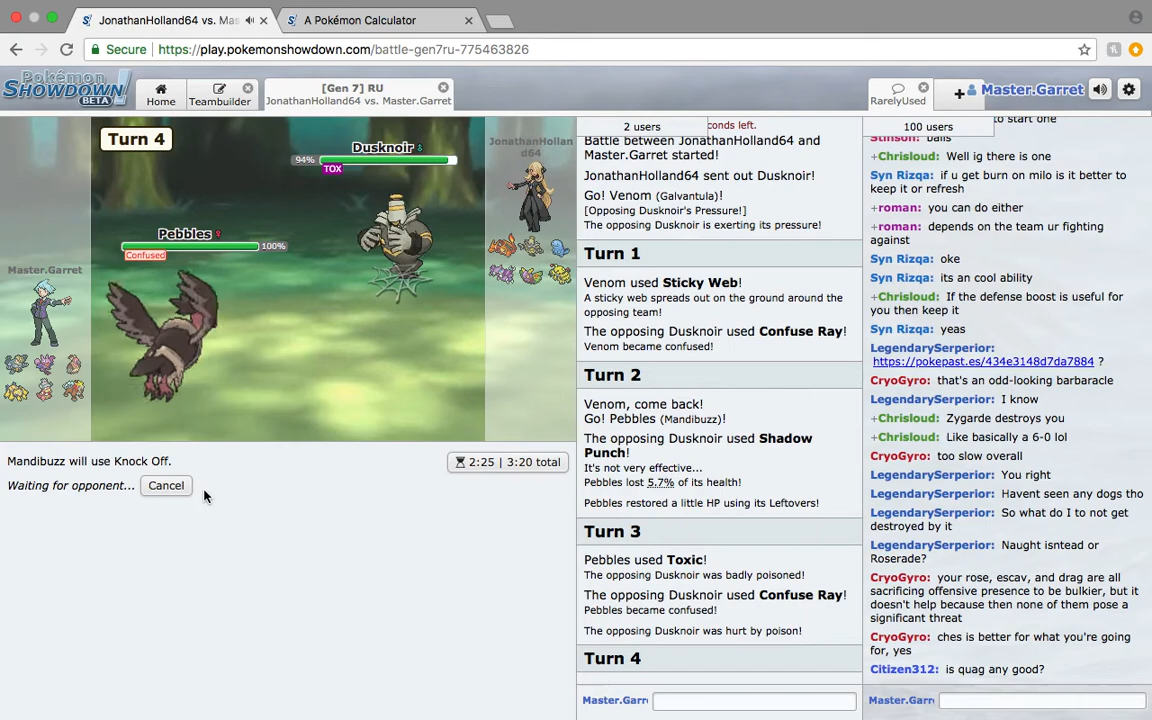 JonathanHolland64 vs. Mas
A Pokémon Calculator
Secure
https://play.pokemonshowdown.com/battle-gen7ru-775463826
Pokémon
SHOWDOWN!
BETA
Home
Teambuilder
[Gen 7] RU
JonathanHolland64 vs. Master.Garret
RarelyUsed
Master.Garret
Turn 4
Dusknoir
94%
TOX
Pebbles
100%
Confused
Master.Garret
JonathanHolland64
Mandibuzz will use Knock Off.
Waiting for opponent...
Cancel
2:25 | 3:20 total
2 users
conds left.
Battle between JonathanHolland64 and
Master.Garret started!
JonathanHolland64 sent out Dusknoir!
Go! Venom (Galvantula)!
[Opposing Dusknoir's Pressure!]
The opposing Dusknoir is exerting its pressure!
Turn 1
Venom used Sticky Web!
A sticky web spreads out on the ground around the
opposing team!
The opposing Dusknoir used Confuse Ray!
Venom became confused!
Turn 2
Venom, come back!
Go! Pebbles (Mandibuzz)!
The opposing Dusknoir used Shadow
Punch!
It's not very effective...
Pebbles lost 5.7% of its health!
Pebbles restored a little HP using its Leftovers!
Turn 3
Pebbles used Toxic!
The opposing Dusknoir was badly poisoned!
The opposing Dusknoir used Confuse Ray!
Pebbles became confused!
The opposing Dusknoir was hurt by poison!
Turn 4
Master.Garr
100 users
to start one
Stinson: balls
+Chrisloud: Well ig there is one
Syn Rizqa: if u get burn on milo is it better to
keep it or refresh
+roman: you can do either
+roman: depends on the team ur fighting
against
Syn Rizqa: oke
Syn Rizqa: its an cool ability
+Chrisloud: If the defense boost is useful for
you then keep it
Syn Rizqa: yeas
LegendarySerperior:
https://pokepast.es/434e3148d7da7884 ?
CryoGyro: that's an odd-looking barbaracle
LegendarySerperior: I know
+Chrisloud: Zygarde destroys you
+Chrisloud: Like basically a 6-0 lol
CryoGyro: too slow overall
LegendarySerperior: You right
LegendarySerperior: Havent seen any dogs tho
LegendarySerperior: So what do I to not get
destroyed by it
LegendarySerperior: Naught isntead or
Roserade?
CryoGyro: your rose, escav, and drag are all
sacrificing offensive presence to be bulkier, but it
doesn't help because then none of them pose a
significant threat
CryoGyro: ches is better for what you're going
for, yes
Citizen312: is quag any good?
Master.Garr